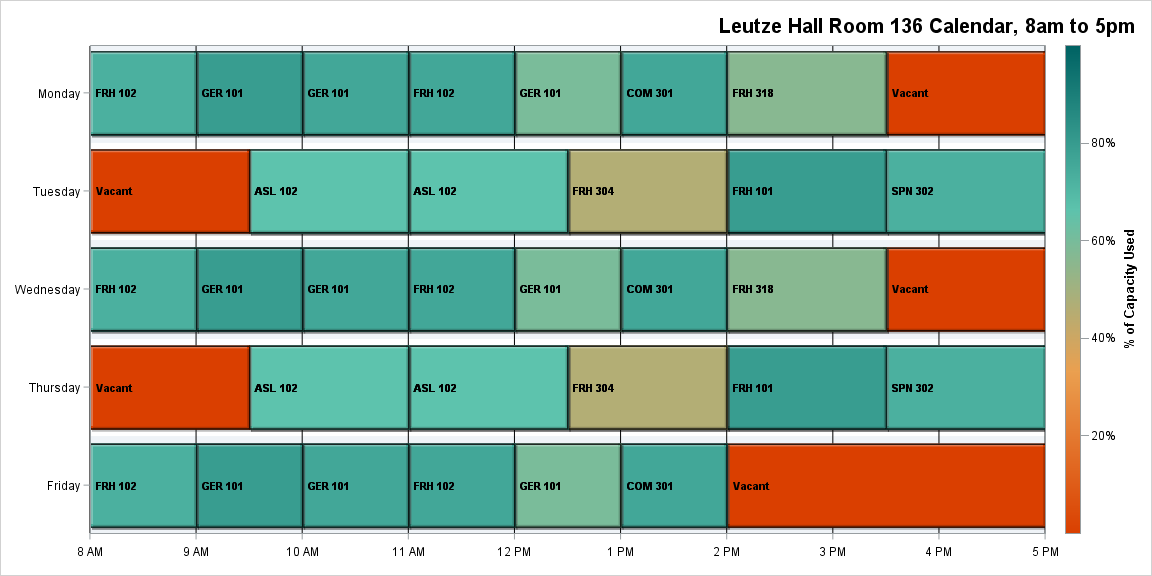 Leutze Hall Room 136 Calendar, 8am to 5pm
Monday
FRH 102
GER 101
GER 101
FRH 102
GER 101
COM 301
FRH 318
Vacant
Tuesday
Vacant
ASL 102
ASL 102
FRH 304
FRH 101
SPN 302
Wednesday
FRH 102
GER 101
GER 101
FRH 102
GER 101
COM 301
FRH 318
Vacant
Thursday
Vacant
ASL 102
ASL 102
FRH 304
FRH 101
SPN 302
Friday
FRH 102
GER 101
GER 101
FRH 102
GER 101
COM 301
Vacant
8 AM
9 AM
10 AM
11 AM
12 PM
1 PM
2 PM
3 PM
4 PM
5 PM
80%
60%
40%
20%
% of Capacity Used